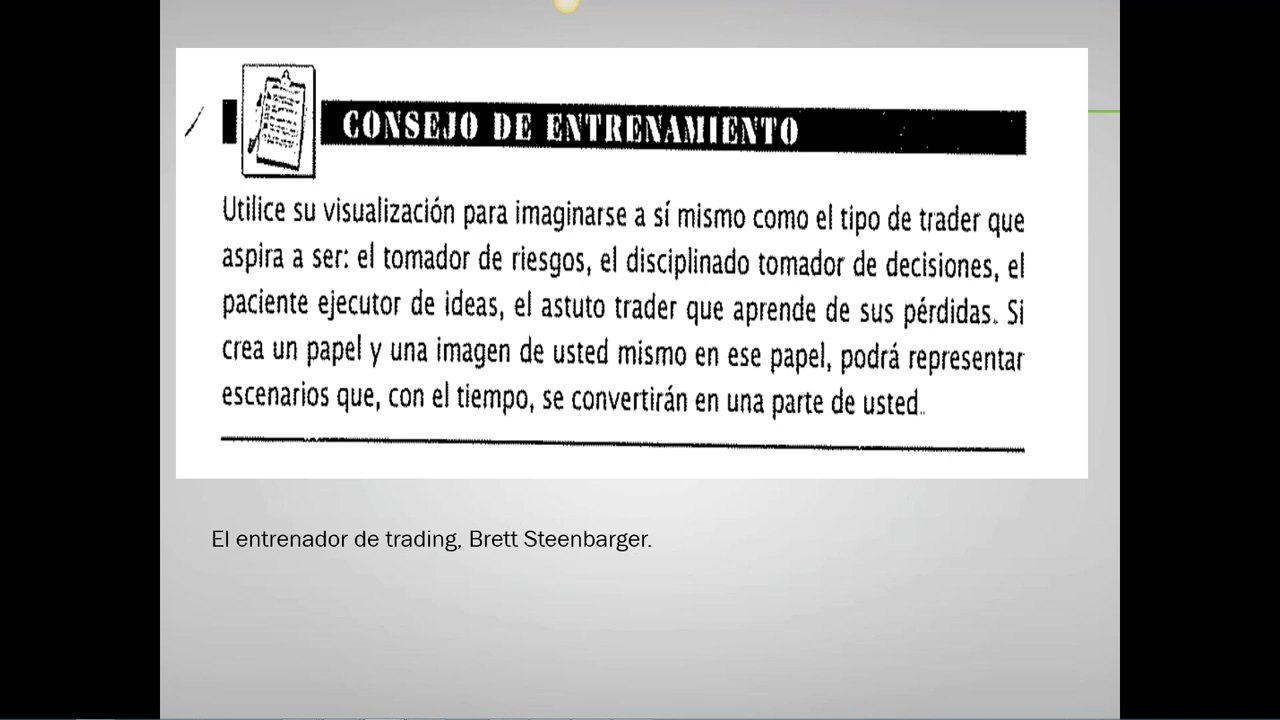 CONSEJO DE ENTRENAMIENTO
Utilice su visualización para imaginarse a sí mismo como el tipo de trader que
aspira a ser: el tomador de riesgos, el disciplinado tomador de decisiones, el
paciente ejecutor de ideas, el astuto trader que aprende de sus pérdidas. Si
crea un papel y una imagen de usted mismo en ese papel, podrá representar
escenarios que, con el tiempo, se convertirán en una parte de usted.
El entrenador de trading, Brett Steenbarger.